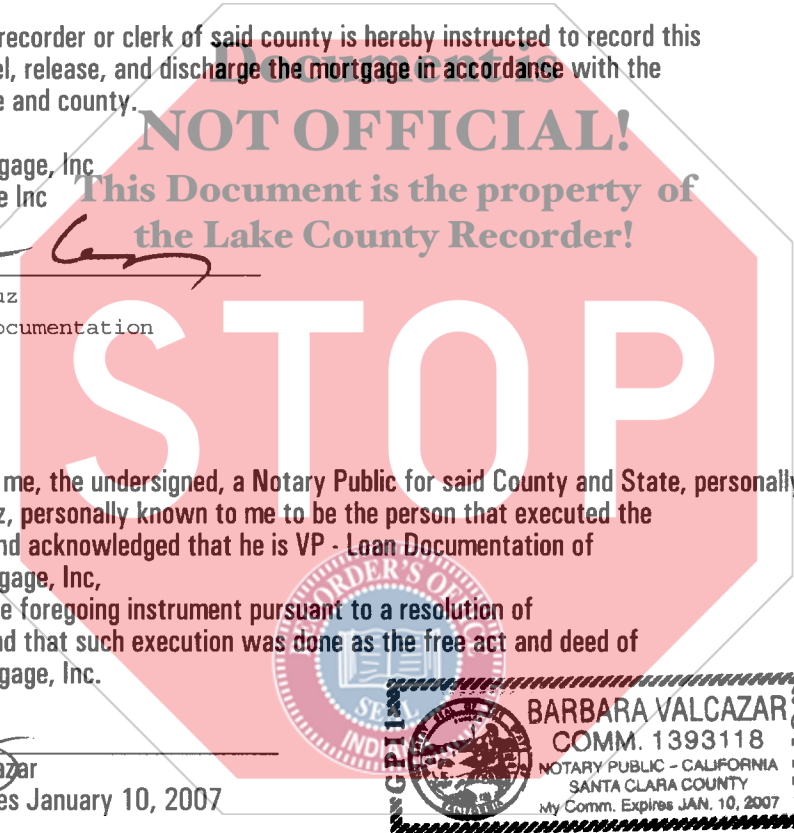 recorder or clerk of said county is hereby instructed to record this
el, release, and discharge the mortgage in accordance with the
e and county.
Document is
NOT OFFICIAL!
This Document is the property of
the Lake County Recorder!
gage, Inc
e Inc
uz
ocumentation
STOP
me, the undersigned, a Notary Public for said County and State, personally
z, personally known to me to be the person that executed the
nd acknowledged that he is VP - Loan Documentation of
gage, Inc,
e foregoing instrument pursuant to a resolution of
nd that such execution was done as the free act and deed of
gage, Inc.
RECORDER'S OFFICE
SEAL
INDIANA
azar
es January 10, 2007
GPI1
BARBARA VALCAZAR
COMM. 1393118
NOTARY PUBLIC - CALIFORNIA
SANTA CLARA COUNTY
My Comm. Expires JAN. 10, 2007